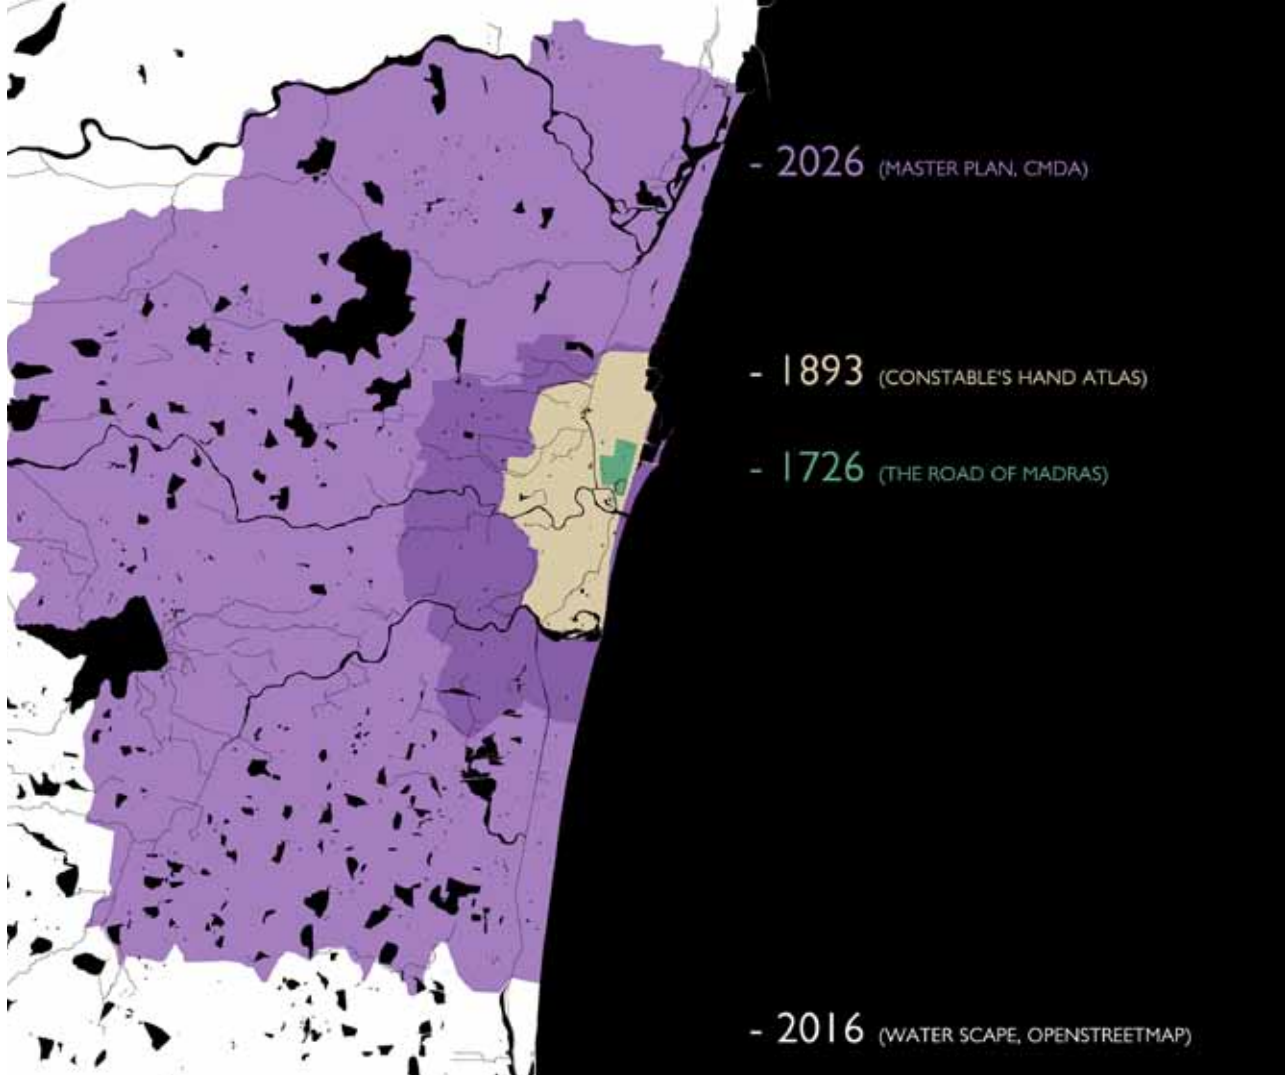 - 2026 (MASTER PLAN, CMDA)
- 1893 (CONSTABLE'S HAND ATLAS)
- 1726 (THE ROAD OF MADRAS)
- 2016 (WATER SCAPE, OPENSTREETMAP)